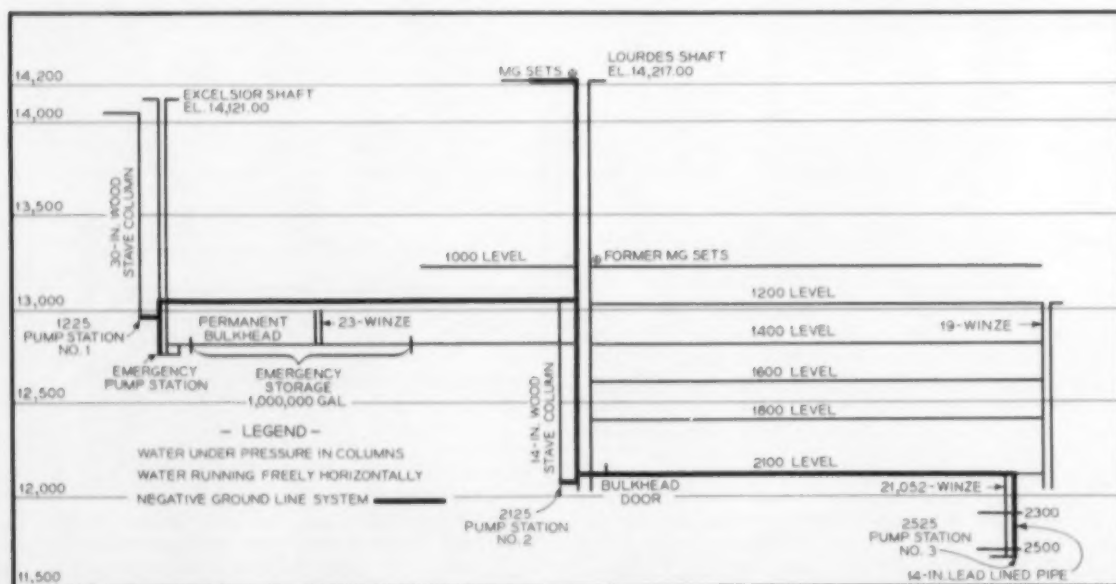 MG SETS
LOURDES SHAFT
EL. 14,217.00
14,200
EXCELSIOR SHAFT
EL. 14,121.00
14,000
30-IN. WOOD
STAVE COLUMN
13,500
1000 LEVEL
FORMER MG SETS
13,000
1200 LEVEL
1225
PUMP STATION
NO. 1
PERMANENT
BULKHEAD
23-WINZE
1400 LEVEL
19-WINZE
EMERGENCY
PUMP STATION
EMERGENCY
STORAGE
1,000,000 GAL
1600 LEVEL
12,500
14-IN. WOOD
STAVE COLUMN
1800 LEVEL
- LEGEND -
WATER UNDER PRESSURE IN COLUMNS
WATER RUNNING FREELY HORIZONTALLY
NEGATIVE GROUND LINE SYSTEM
2100 LEVEL
12,000
BULKHEAD
DOOR
21,052-WINZE
2125
PUMP STATION
NO. 2
2300
2525
PUMP STATION
NO. 3
2500
14-IN. LEAD LINED PIPE
11,500